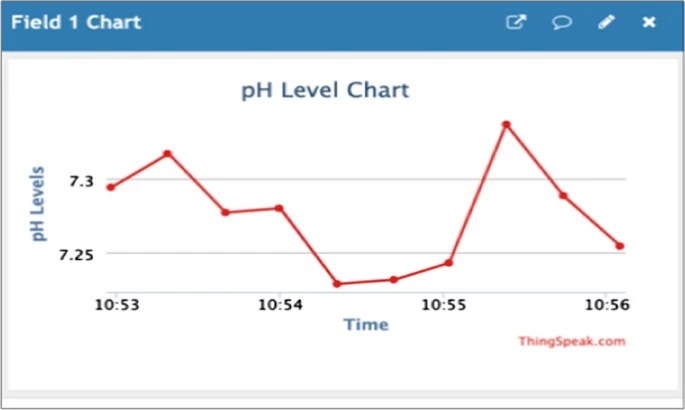 Field 1 Chart
pH Level Chart
pH Levels
7.3
7.25
10:53 10:54 10:55 10:56
Time
ThingSpeak.com